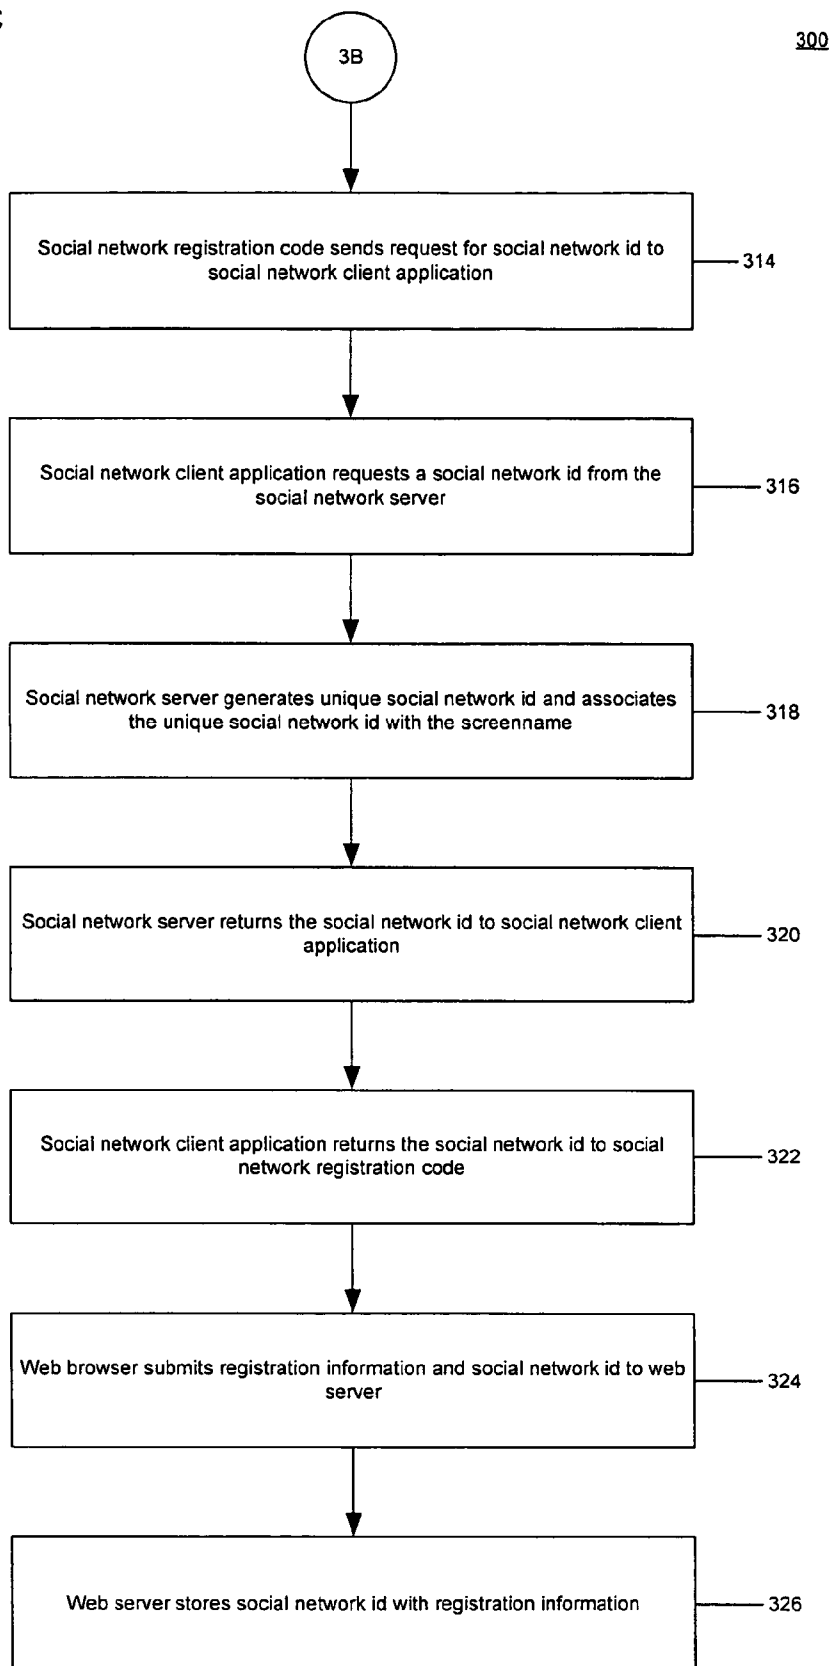 C
300
3B
Social network registration code sends request for social network id to
social network client application
314
Social network client application requests a social network id from the
social network server
316
Social network server generates unique social network id and associates
the unique social network id with the screenname
318
Social network server returns the social network id to social network client
application
320
Social network client application returns the social network id to social
network registration code
322
Web browser submits registration information and social network id to web
server
324
Web server stores social network id with registration information
326